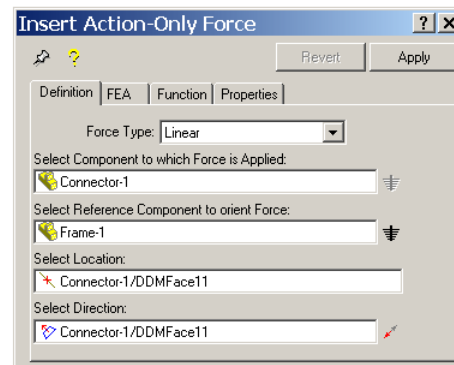 Insert Action-Only Force ? X
? Revert Apply
Definition FEA Function Properties
Force Type: Linear
Select Component to which Force is Applied:
Connector-1
Select Reference Component to orient Force:
Frame-1
Select Location:
Connector-1/DDMFace11
Select Direction:
Connector-1/DDMFace11